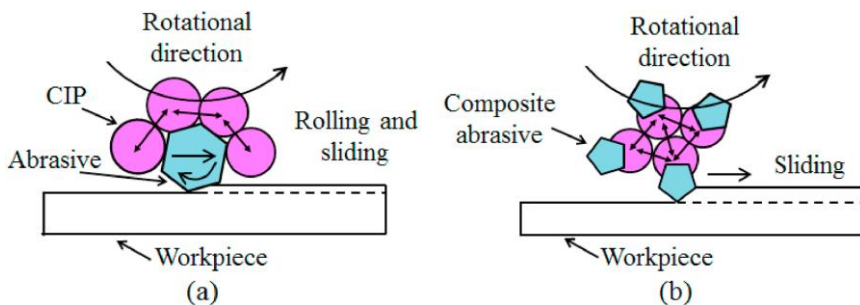 Rotational
direction
CIP
Rolling and
sliding
Abrasive
Workpiece
(a)
Rotational
direction
Composite
abrasive
Sliding
Workpiece
(b)